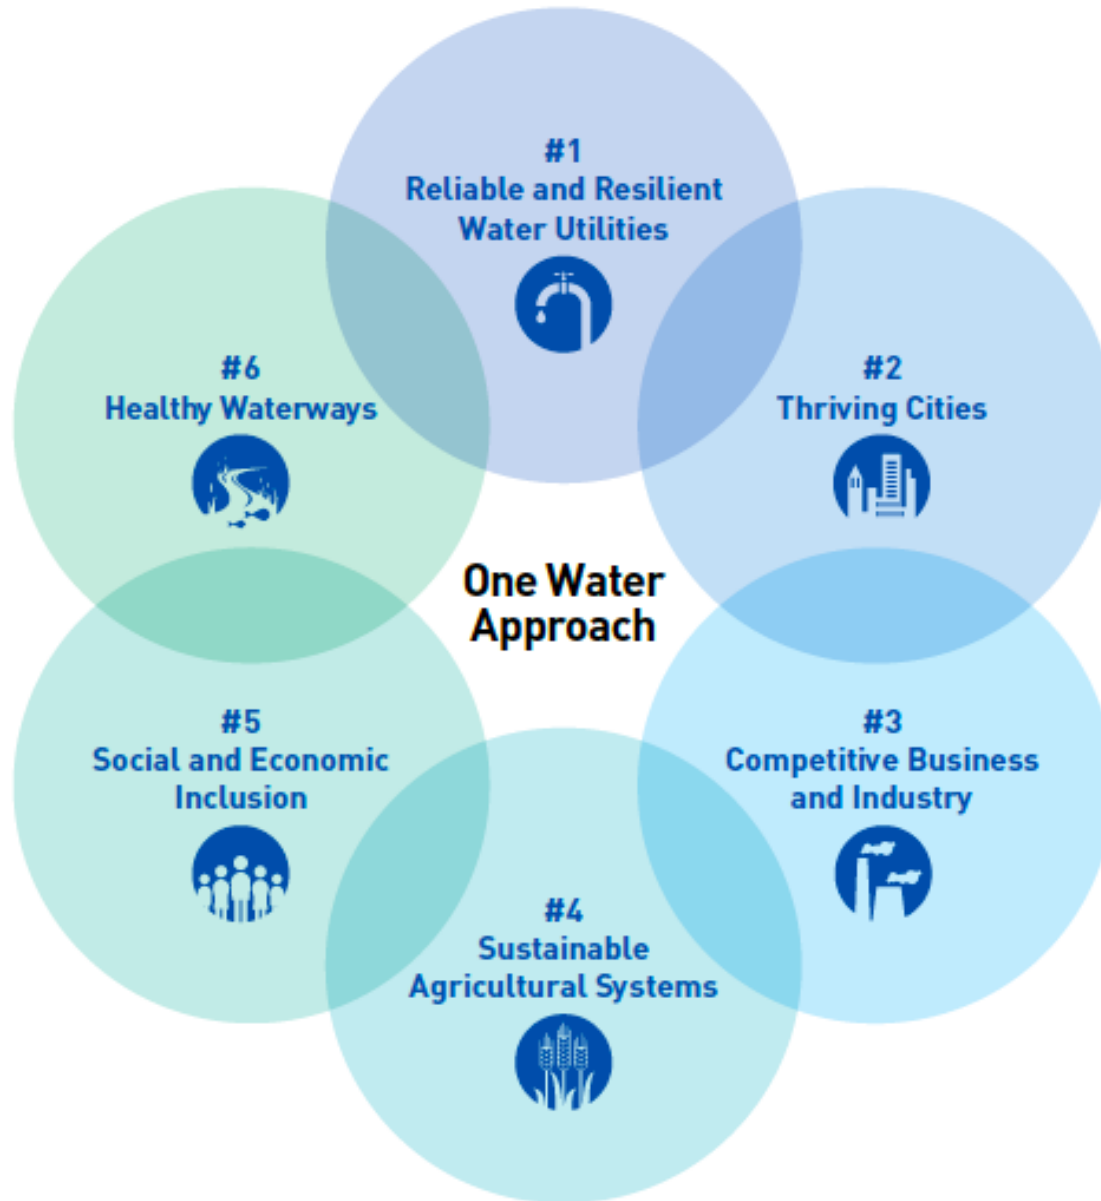 #1
Reliable and Resilient
Water Utilities
#2
Thriving Cities
#3
Competitive Business
and Industry
#4
Sustainable
Agricultural Systems
#5
Social and Economic
Inclusion
#6
Healthy Waterways
One Water
Approach